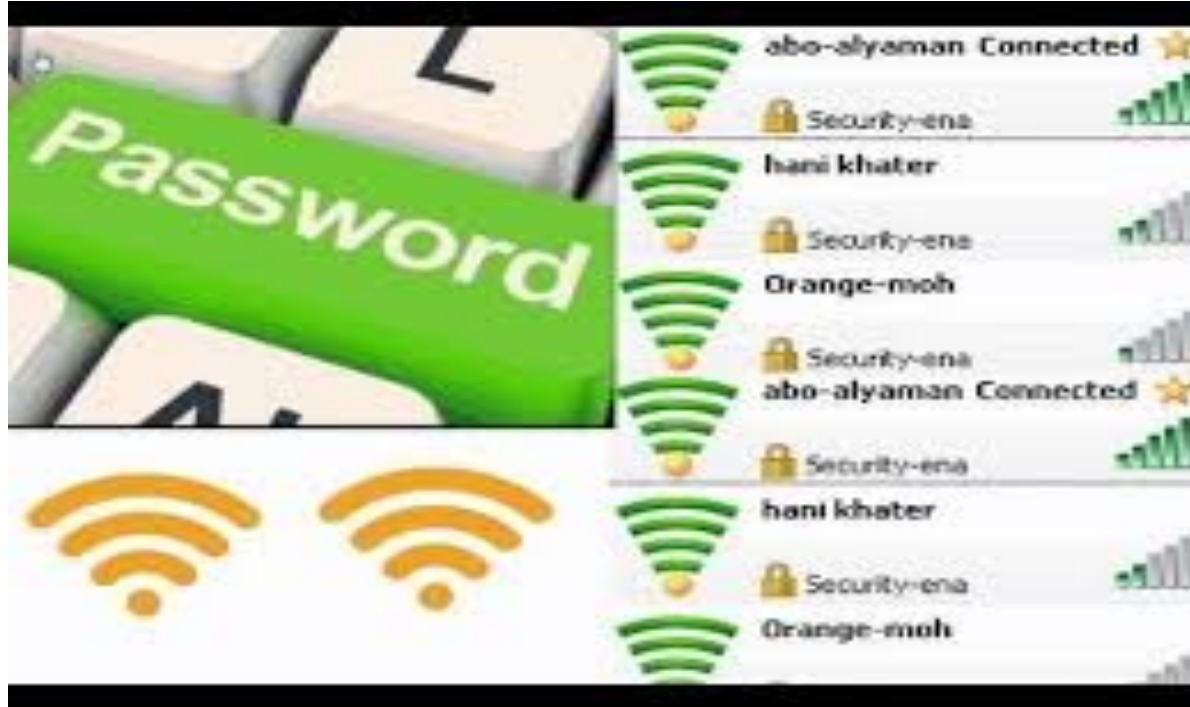 L
Password
Al
abo-alyaman Connected
Security-ena
hani khater
Security-ena
Orange-moh
Security-ena
abo-alyaman Connected
Security-ena
hani khater
Security-ena
Orange-moh